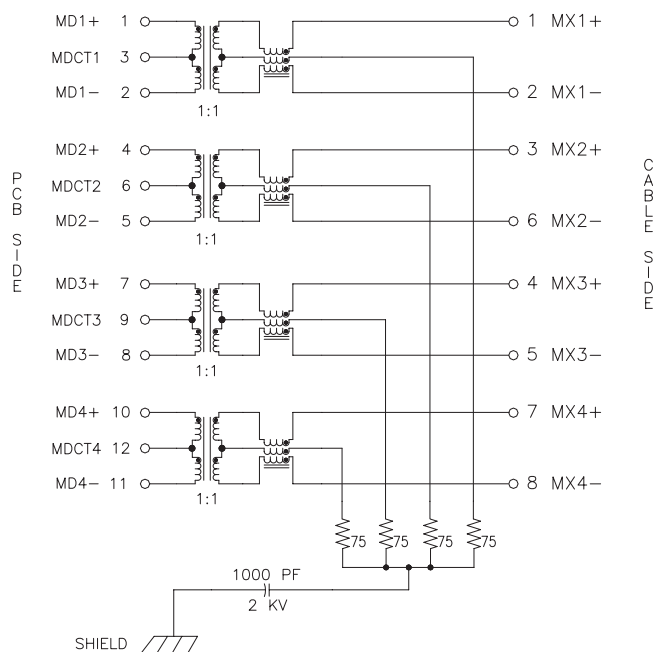 MD1+ 1 1 MX1+
MDCT1 3
MD1- 2 2 MX1-
1:1
MD2+ 4 3 MX2+
MDCT2 6
MD2- 5 6 MX2-
1:1
MD3+ 7 4 MX3+
MDCT3 9
MD3- 8 5 MX3-
1:1
MD4+ 10 7 MX4+
MDCT4 12
MD4- 11 8 MX4-
1:1
PCB SIDE
CABLE SIDE
75 75 75 75
1000 PF
2 KV
SHIELD